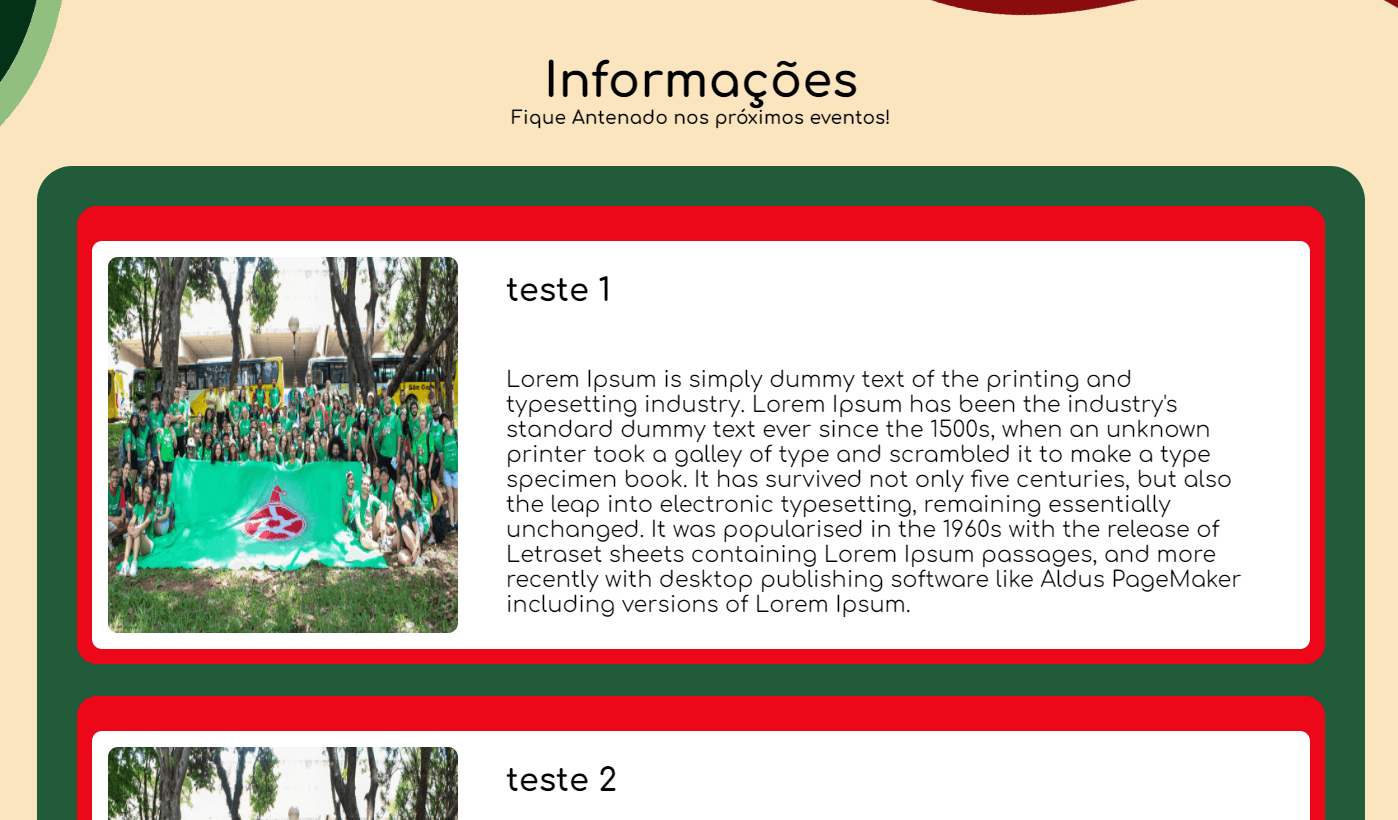 Informações
Fique Antenado nos próximos eventos!
teste 1
Lorem Ipsum is simply dummy text of the printing and
typesetting industry. Lorem Ipsum has been the industry's
standard dummy text ever since the 1500s, when an unknown
printer took a galley of type and scrambled it to make a type
specimen book. It has survived not only five centuries, but also
the leap into electronic typesetting, remaining essentially
unchanged. It was popularised in the 1960s with the release of
Letraset sheets containing Lorem Ipsum passages, and more
recently with desktop publishing software like Aldus PageMaker
including versions of Lorem Ipsum.
teste 2